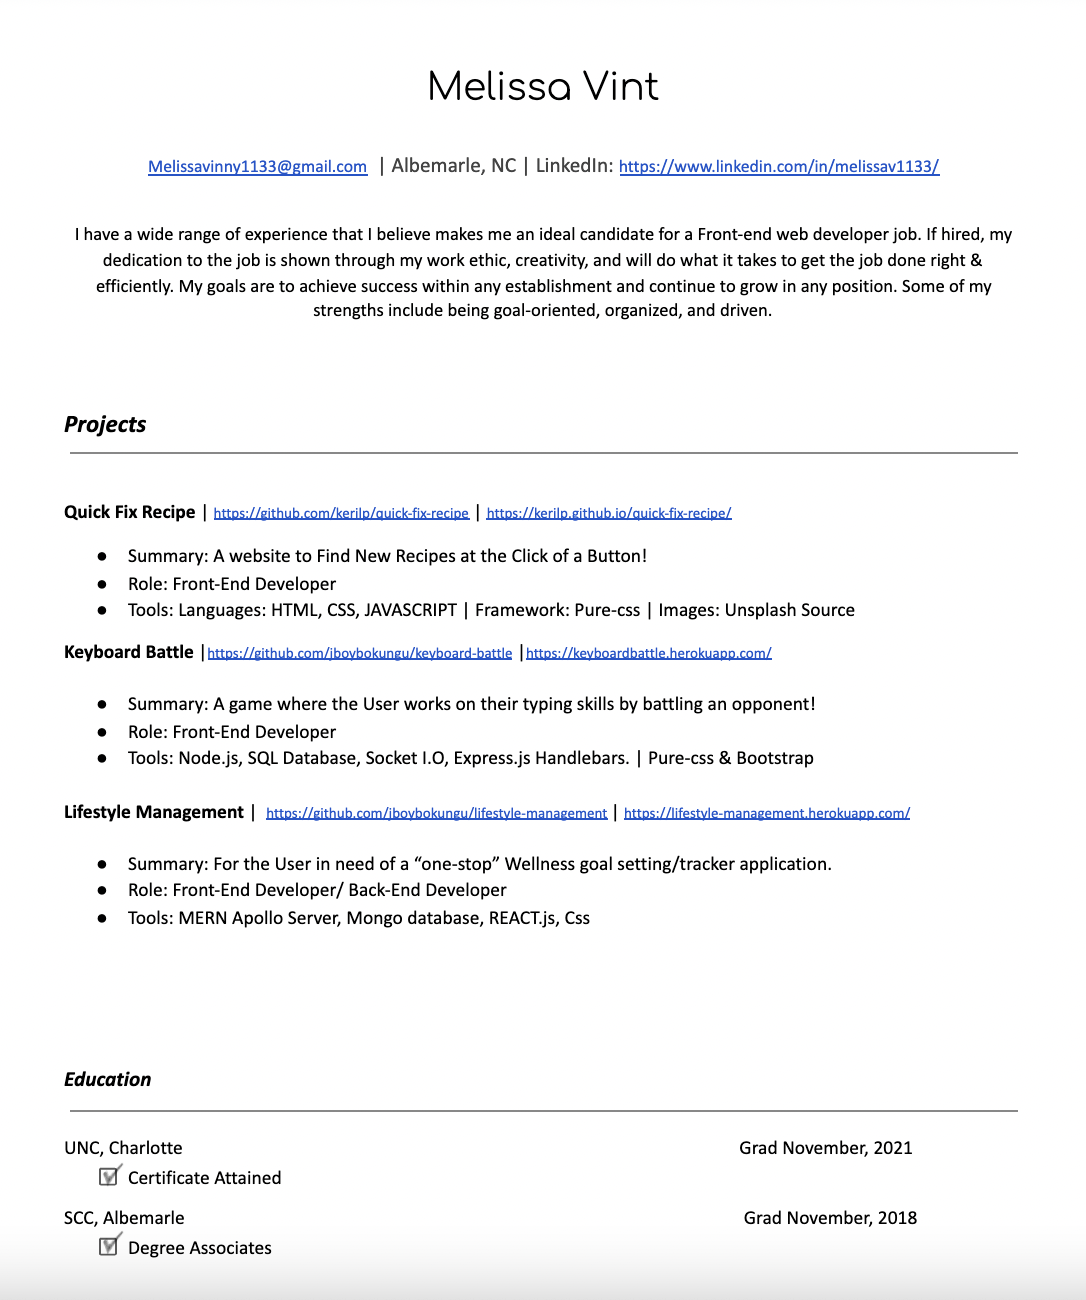 Melissa Vint
Melissavinny1133@gmail.com | Albemarle, NC | LinkedIn: https://www.linkedin.com/in/melissav1133/
I have a wide range of experience that I believe makes me an ideal candidate for a Front-end web developer job. If hired, my
dedication to the job is shown through my work ethic, creativity, and will do what it takes to get the job done right &
efficiently. My goals are to achieve success within any establishment and continue to grow in any position. Some of my
strengths include being goal-oriented, organized, and driven.
Projects
Quick Fix Recipe | https://github.com/kerilp/quick-fix-recipe | https://kerilp.github.io/quick-fix-recipe/
● Summary: A website to Find New Recipes at the Click of a Button!
● Role: Front-End Developer
● Tools: Languages: HTML, CSS, JAVASCRIPT | Framework: Pure-css | Images: Unsplash Source
Keyboard Battle |https://github.com/jboybokungu/keyboard-battle |https://keyboardbattle.herokuapp.com/
● Summary: A game where the User works on their typing skills by battling an opponent!
● Role: Front-End Developer
● Tools: Node.js, SQL Database, Socket I.O, Express.js Handlebars. | Pure-css & Bootstrap
Lifestyle Management | https://github.com/jboybokungu/lifestyle-management | https://lifestyle-management.herokuapp.com/
● Summary: For the User in need of a “one-stop” Wellness goal setting/tracker application.
● Role: Front-End Developer/ Back-End Developer
● Tools: MERN Apollo Server, Mongo database, REACT.js, Css
Education
UNC, Charlotte Grad November, 2021
Certificate Attained
SCC, Albemarle Grad November, 2018
Degree Associates